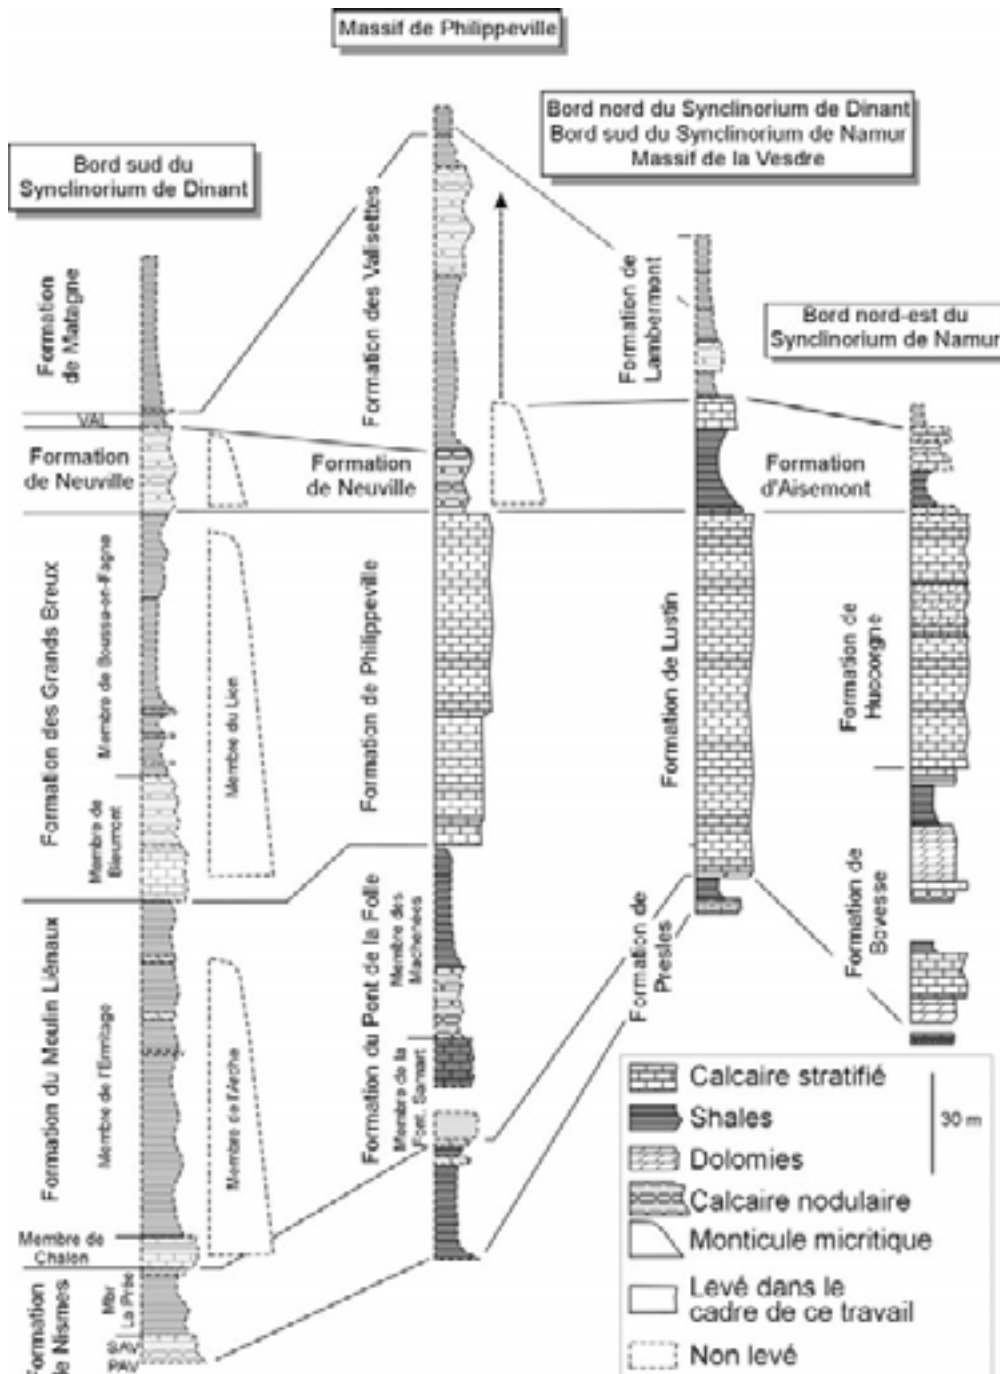 Massif de Philippeville
Bord nord du Synclinorium de Dinant
Bord sud du Synclinorium de Namur
Massif de la Vesdre
Bord sud du
Synclinorium de Dinant
Bord nord-est du
Synclinorium de Namur
Formation
de Matagne
VAL
Formation
de Neuville
Formation des Grands Breux
Membre de Boussu-en-Fagne
Membre de
Bieumont
Membre du Lion
Formation du Moulin Liénaux
Membre de l'Ermitage
Membre de l'Arche
Membre de
Chalon
Formation
de Nismes
Mbr
La Prée
SAV
PAV
Formation des Valisettes
Formation
de Neuville
Formation de Philippeville
Formation du Pont de la Folle
Membre des
Machenées
Membre de la
Font. Samart
Formation de
Lambermont
Formation
d'Aisemont
Formation de Lustin
Formation de
Presles
Formation de
Huccorgne
Formation de
Bovesse
Calcaire stratifié
Shales
Dolomies
Calcaire nodulaire
Monticule micritique
Levé dans le
cadre de ce travail
Non levé
30 m